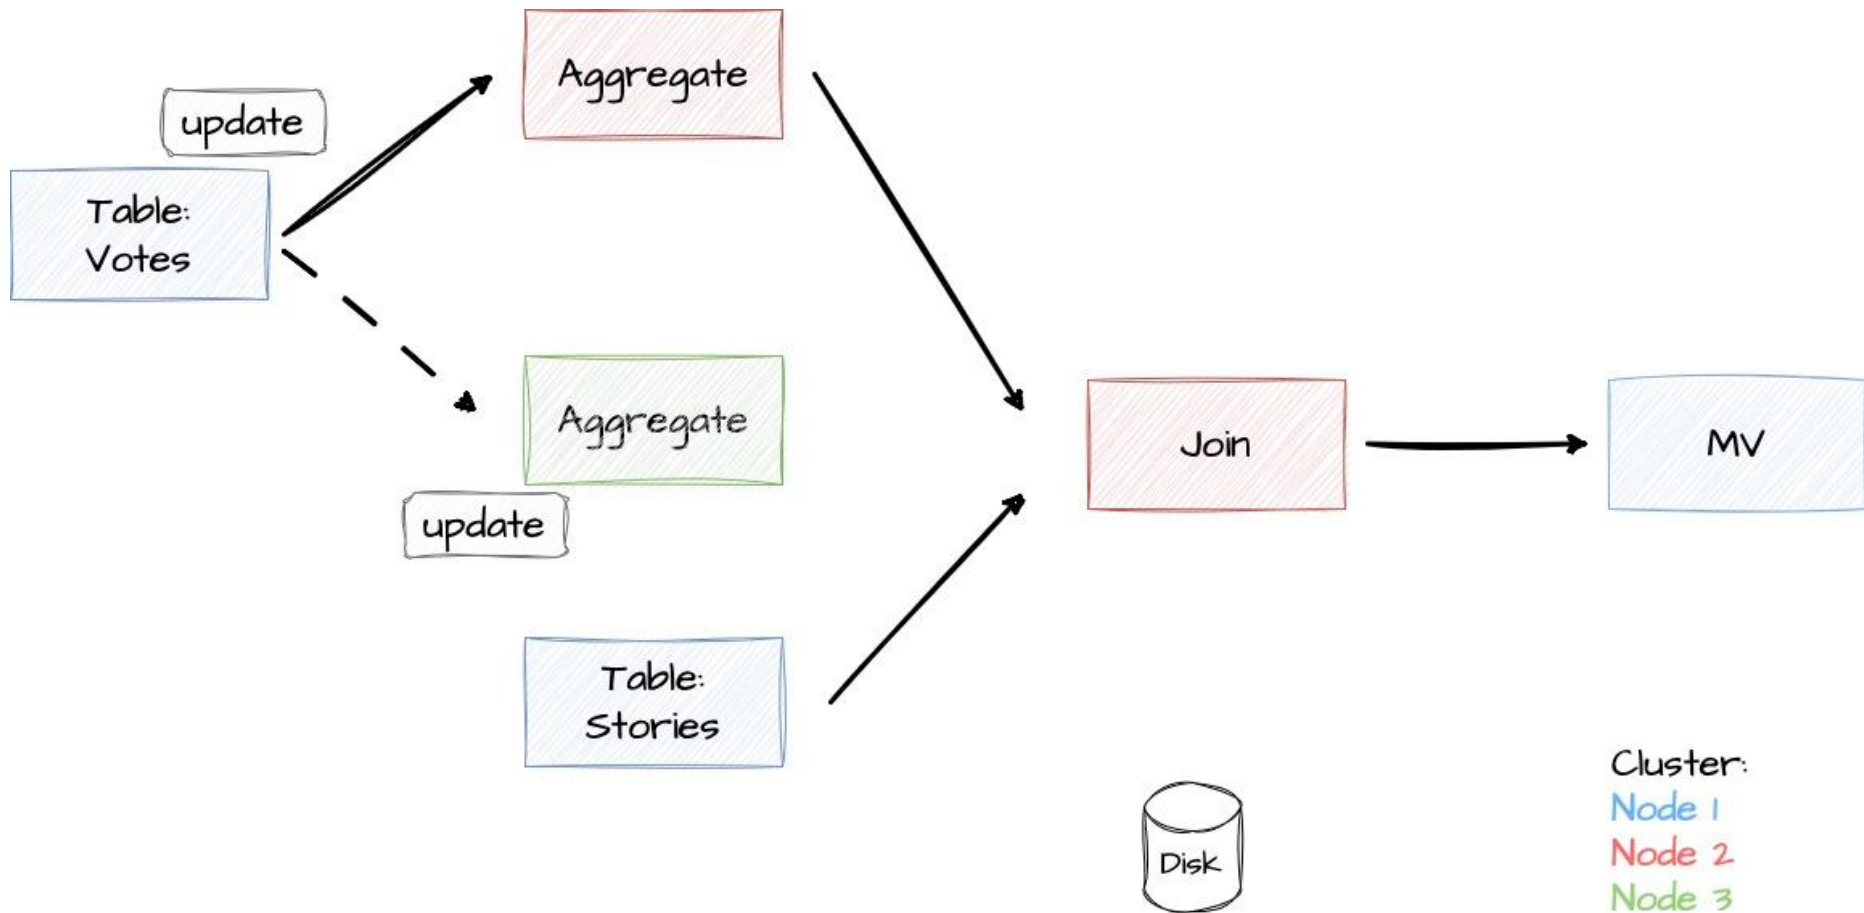 Aggregate
update
Table:
Votes
Aggregate
update
Join
MV
Table:
Stories
Disk
Cluster:
Node 1
Node 2
Node 3